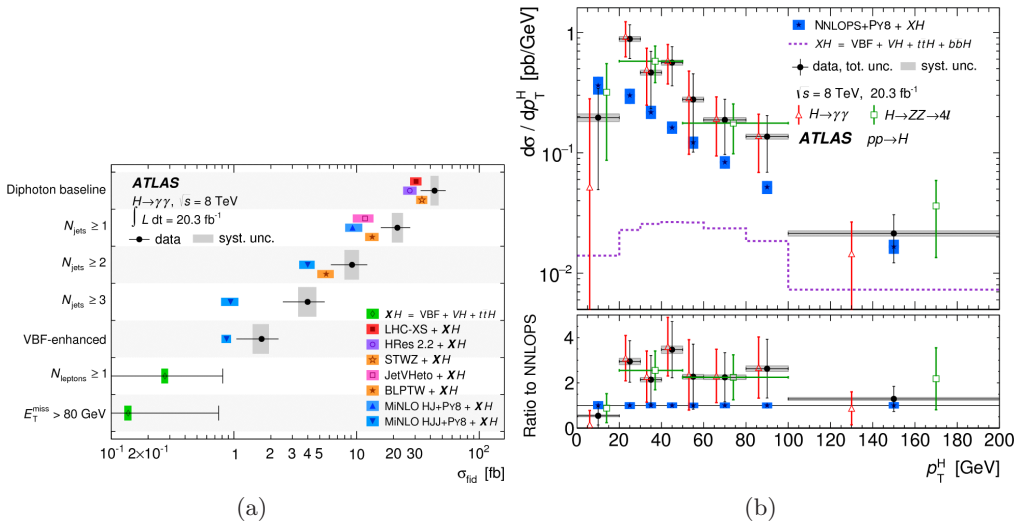 ATLAS
H→γγ, √s = 8 TeV
∫ L dt = 20.3 fb⁻¹
data syst. unc.
Diphoton baseline
N_jets ≥ 1
N_jets ≥ 2
N_jets ≥ 3
VBF-enhanced
N_leptons ≥ 1
E_T^miss > 80 GeV
XH = VBF + VH + ttH
LHC-XS + XH
HRes 2.2 + XH
STWZ + XH
JetVHeto + XH
BLPTW + XH
MiNLO HJ+PY8 + XH
MiNLO HJJ+PY8 + XH
10⁻¹ 2×10⁻¹ 1 2 3 4 5 10 20 30 10²
σ_fid [fb]
(a)
dσ / dp_T^H [pb/GeV]
1
10⁻¹
10⁻²
NNLOPS+PY8 + XH
XH = VBF + VH + ttH + bbH
data, tot. unc. syst. unc.
√s = 8 TeV, 20.3 fb⁻¹
H→γγ H→ZZ→4l
ATLAS pp→H
Ratio to NNLOPS
4
2
0
0 20 40 60 80 100 120 140 160 180 200
p_T^H [GeV]
(b)